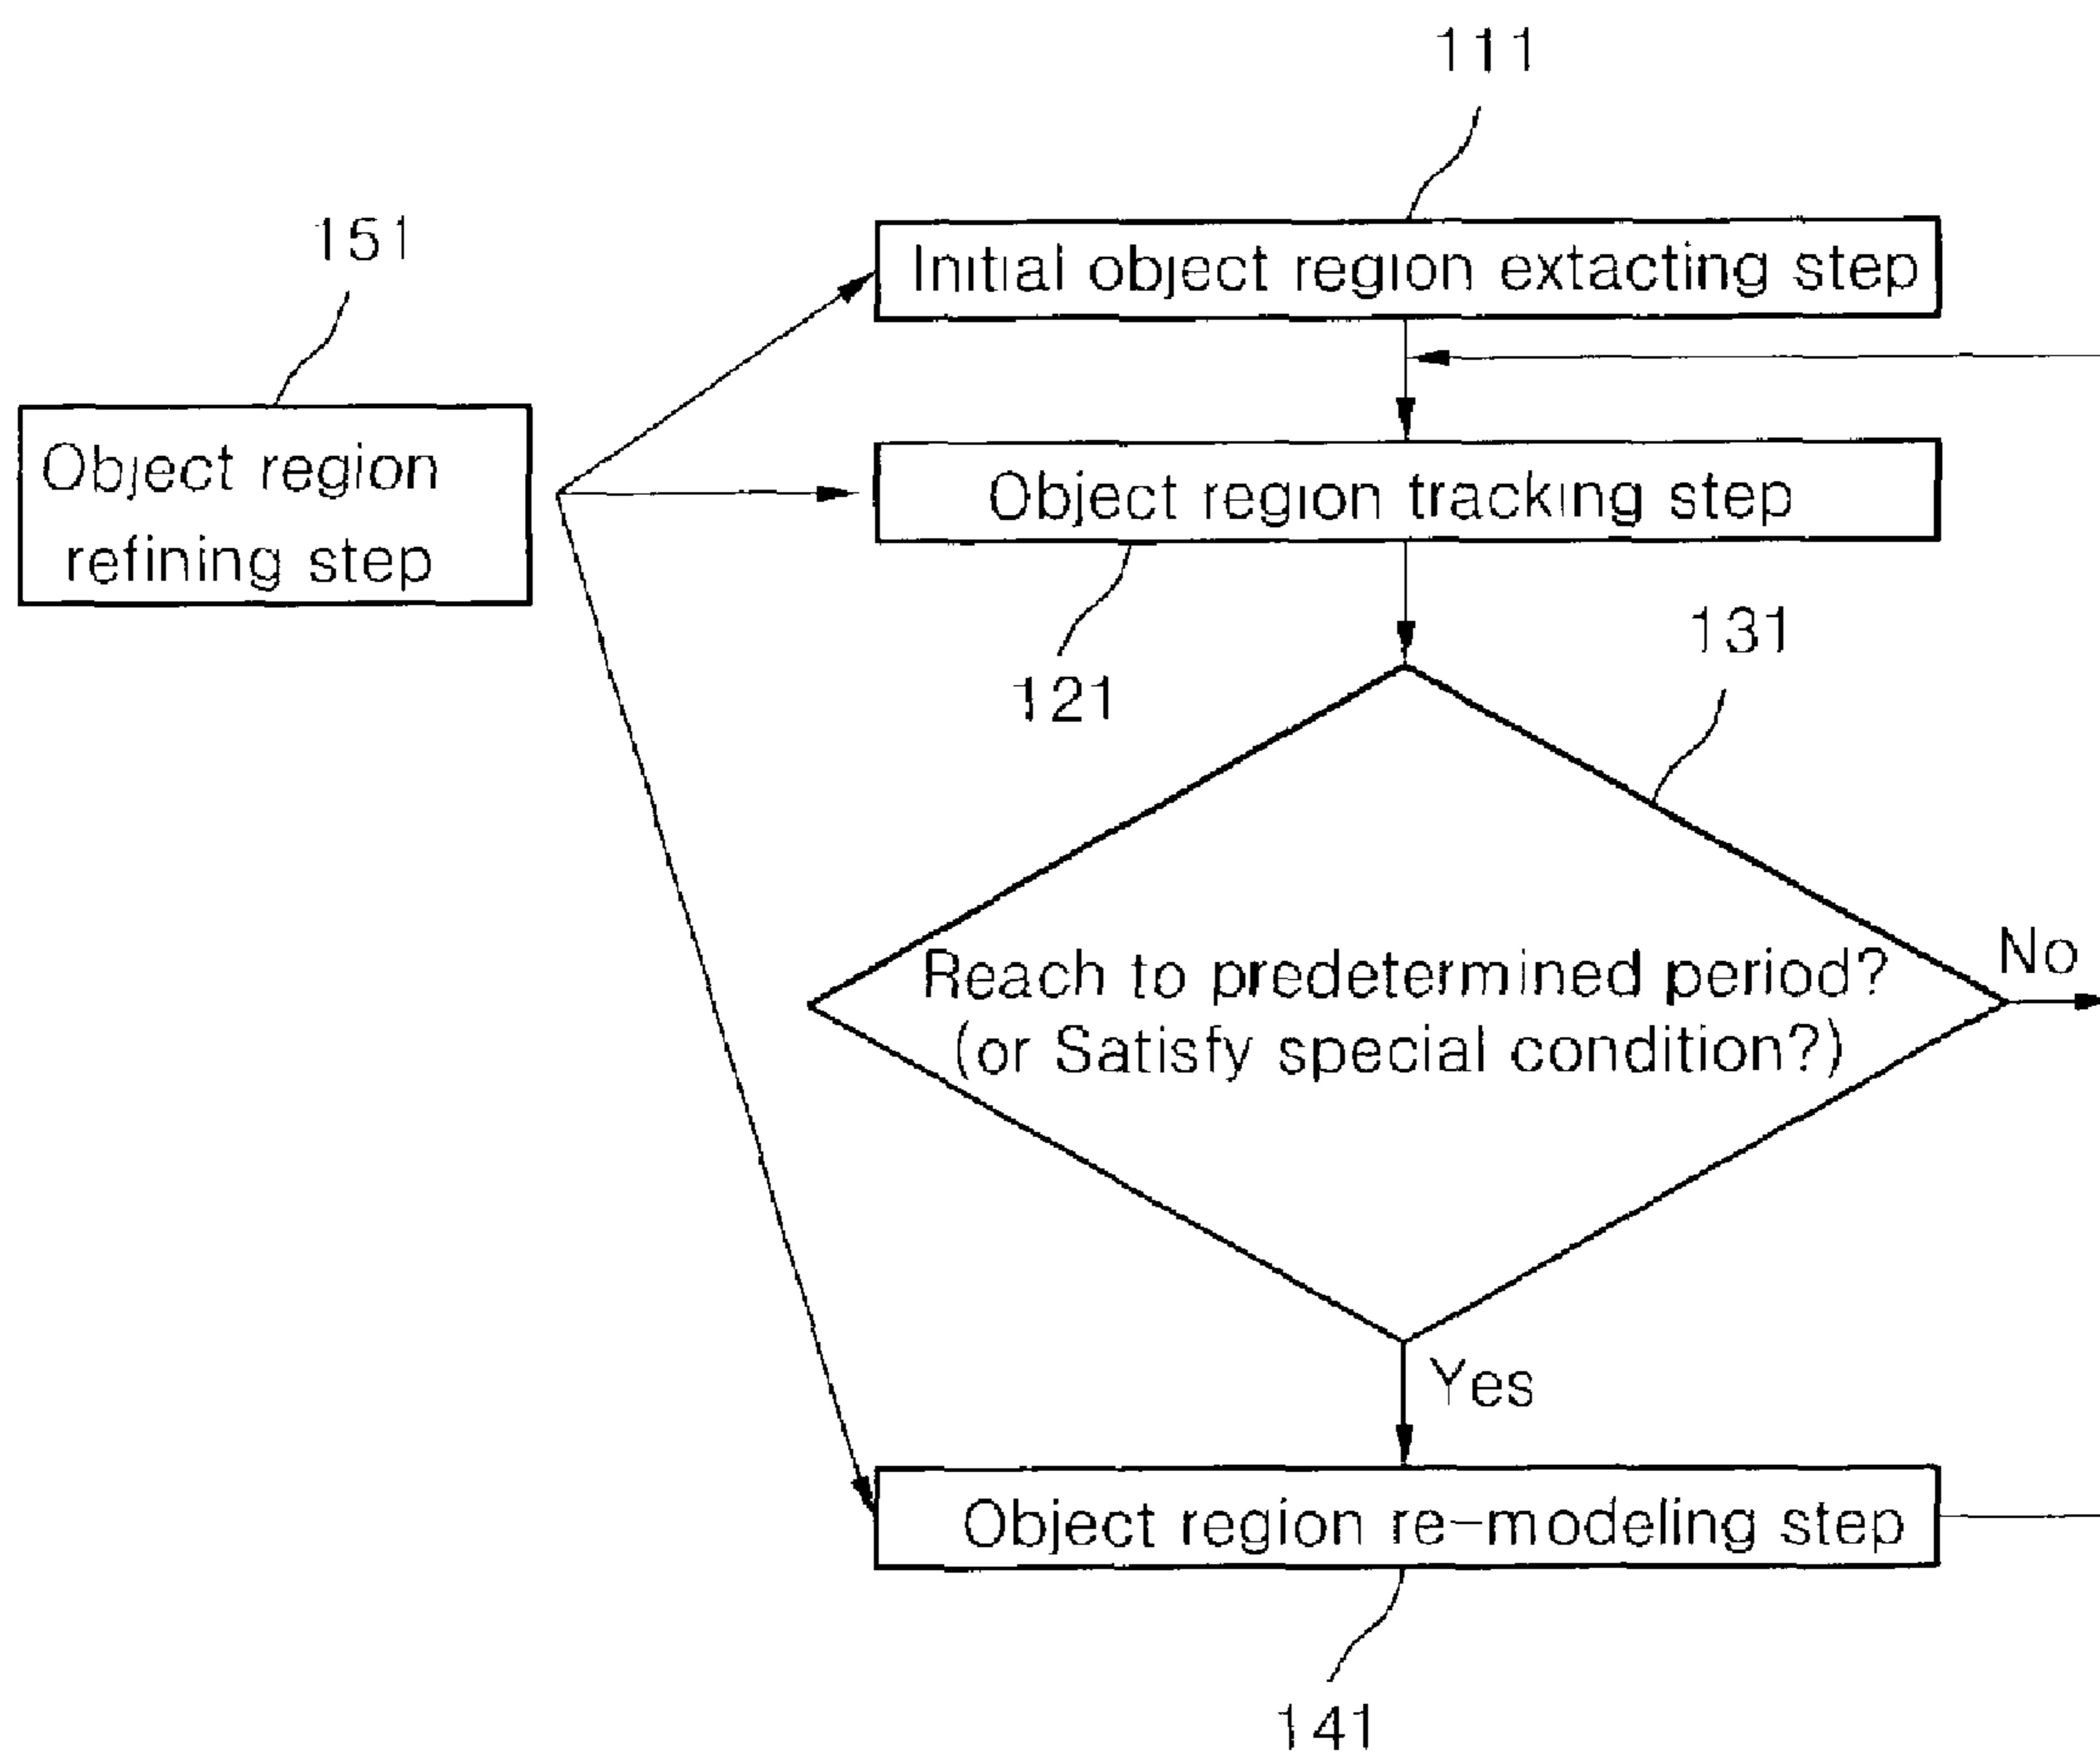 111
151
Initial object region extacting step
Object region
refining step
Object region tracking step
121
131
No
Reach to predetermined period?
(or Satisfy special condition?)
Yes
Object region re-modeling step
141